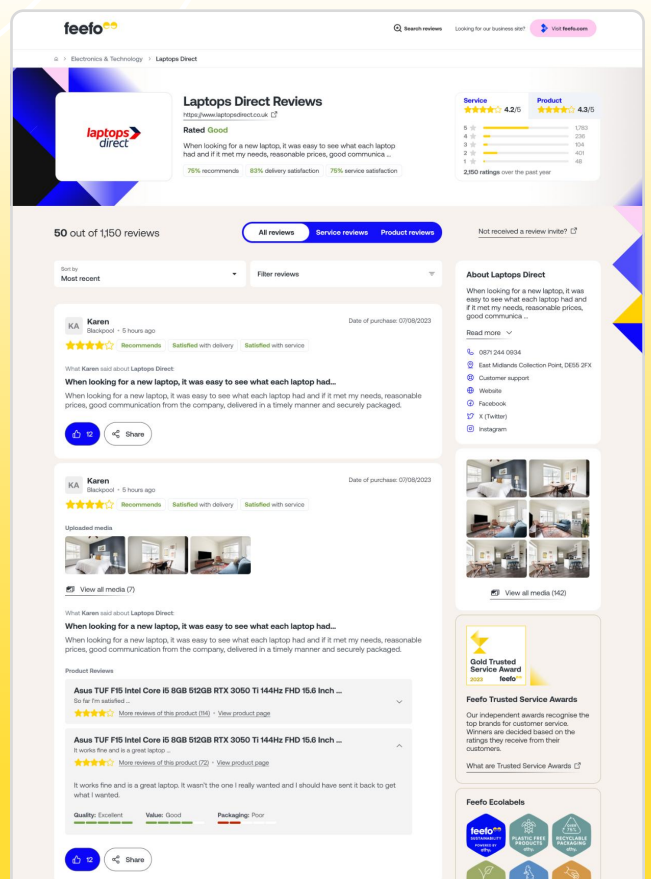 feefo
Search reviews
Looking for our business site?
Visit feefo.com
Electronics & Technology > Laptops Direct
laptops
direct
Laptops Direct Reviews
https://www.laptopsdirect.co.uk
Rated Good
When looking for a new laptop, it was easy to see what each laptop
had and if it met my needs, reasonable prices, good communica ...
75% recommends
83% delivery satisfaction
75% service satisfaction
Service
4.2/5
Product
4.3/5
5 1,783
4 236
3 104
2 401
1 48
2,150 ratings over the past year
50 out of 1,150 reviews
All reviews
Service reviews
Product reviews
Not received a review invite?
Sort by
Most recent
Filter reviews
KA
Karen
Blackpool • 5 hours ago
Date of purchase: 07/08/2023
Recommends
Satisfied with delivery
Satisfied with service
What Karen said about Laptops Direct:
When looking for a new laptop, it was easy to see what each laptop had...
When looking for a new laptop, it was easy to see what each laptop had and if it met my needs, reasonable
prices, good communication from the company, delivered in a timely manner and securely packaged.
12
Share
KA
Karen
Blackpool • 5 hours ago
Date of purchase: 07/08/2023
Recommends
Satisfied with delivery
Satisfied with service
Uploaded media
View all media (7)
What Karen said about Laptops Direct:
When looking for a new laptop, it was easy to see what each laptop had...
When looking for a new laptop, it was easy to see what each laptop had and if it met my needs, reasonable
prices, good communication from the company, delivered in a timely manner and securely packaged.
Product Reviews
Asus TUF F15 Intel Core i5 8GB 512GB RTX 3050 Ti 144Hz FHD 15.6 Inch ...
So far I'm satisfied ...
More reviews of this product (114) • View product page
Asus TUF F15 Intel Core i5 8GB 512GB RTX 3050 Ti 144Hz FHD 15.6 Inch ...
It works fine and is a great laptop ...
More reviews of this product (72) • View product page
It works fine and is a great laptop. It wasn't the one I really wanted and I should have sent it back to get
what I wanted.
Quality: Excellent
Value: Good
Packaging: Poor
12
Share
About Laptops Direct
When looking for a new laptop, it was
easy to see what each laptop had and
if it met my needs, reasonable prices,
good communica ...
Read more
0871 244 0934
East Midlands Collection Point, DE55 2FX
Customer support
Website
Facebook
X (Twitter)
Instagram
View all media (142)
Gold Trusted
Service Award
2023 feefo
Feefo Trusted Service Awards
Our independent awards recognise the
top brands for customer service.
Winners are decided based on the
ratings they receive from their
customers.
What are Trusted Service Awards
Feefo Ecolabels
feefo
SUSTAINABILITY
POWERED BY
PLASTIC FREE
PRODUCTS
RECYCLABLE
PACKAGING